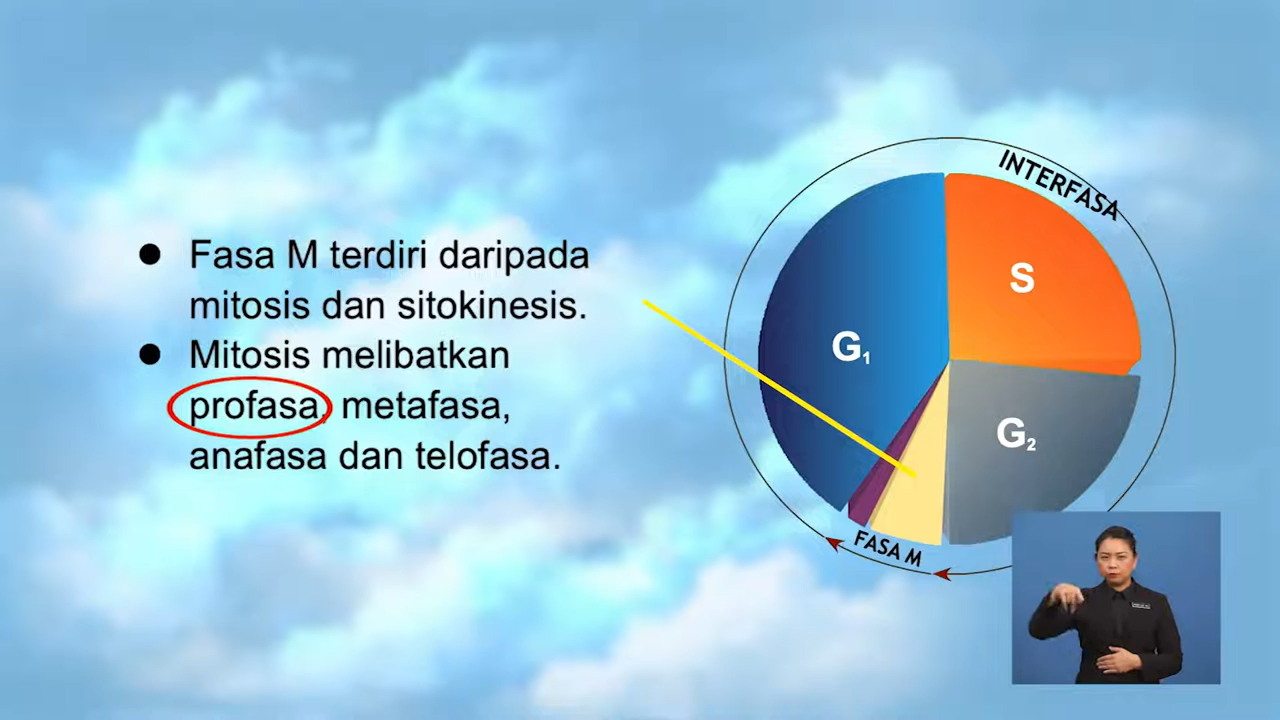 ● Fasa M terdiri daripada
mitosis dan sitokinesis.
● Mitosis melibatkan
profasa, metafasa,
anafasa dan telofasa.
INTERFASA
S
G₁
G₂
FASA M